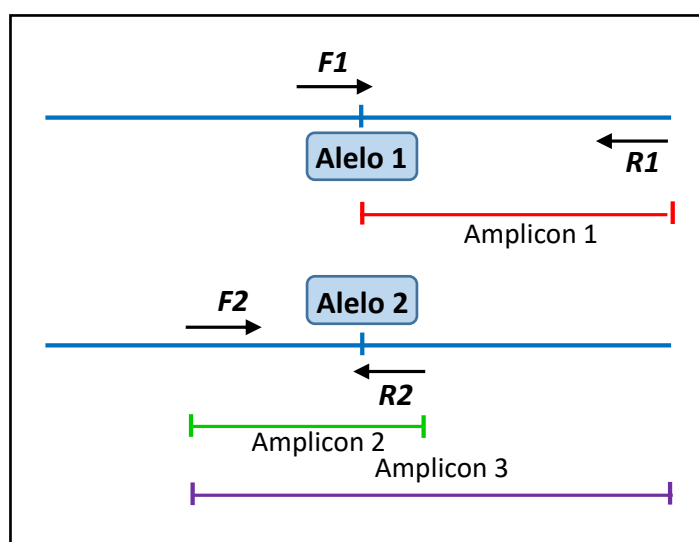 F1
Alelo 1
R1
Amplicon 1
F2
Alelo 2
R2
Amplicon 2
Amplicon 3